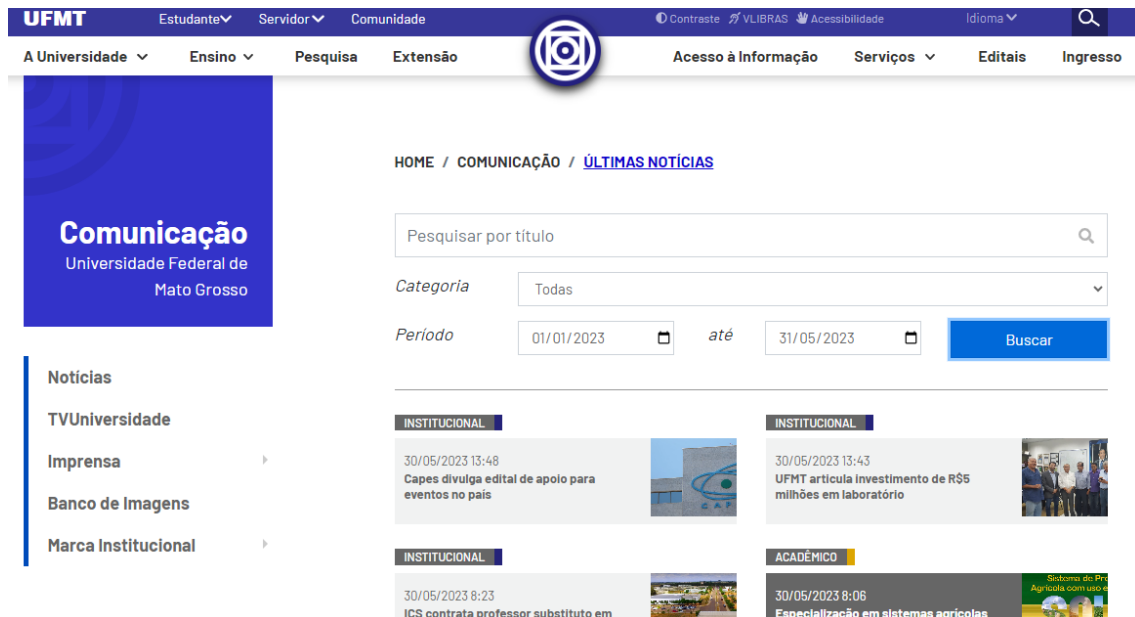 UFMT Estudante Servidor Comunidade Contraste VLIBRAS Acessibilidade Idioma
A Universidade Ensino Pesquisa Extensão Acesso à Informação Serviços Editais Ingresso
HOME / COMUNICAÇÃO / ÚLTIMAS NOTÍCIAS
Comunicação
Universidade Federal de
Mato Grosso
Notícias
TVUniversidade
Imprensa
Banco de Imagens
Marca Institucional
Pesquisar por título
Categoria Todas
Período 01/01/2023 até 31/05/2023 Buscar
INSTITUCIONAL
30/05/2023 13:48
Capes divulga edital de apoio para
eventos no país
CAP
INSTITUCIONAL
30/05/2023 13:43
UFMT articula investimento de R$5
milhões em laboratório
INSTITUCIONAL
30/05/2023 8:23
ICS contrata professor substituto em
ACADÊMICO
30/05/2023 8:06
Especialização em sistemas agrícolas
Sistema de Pro
Agrícola com uso e